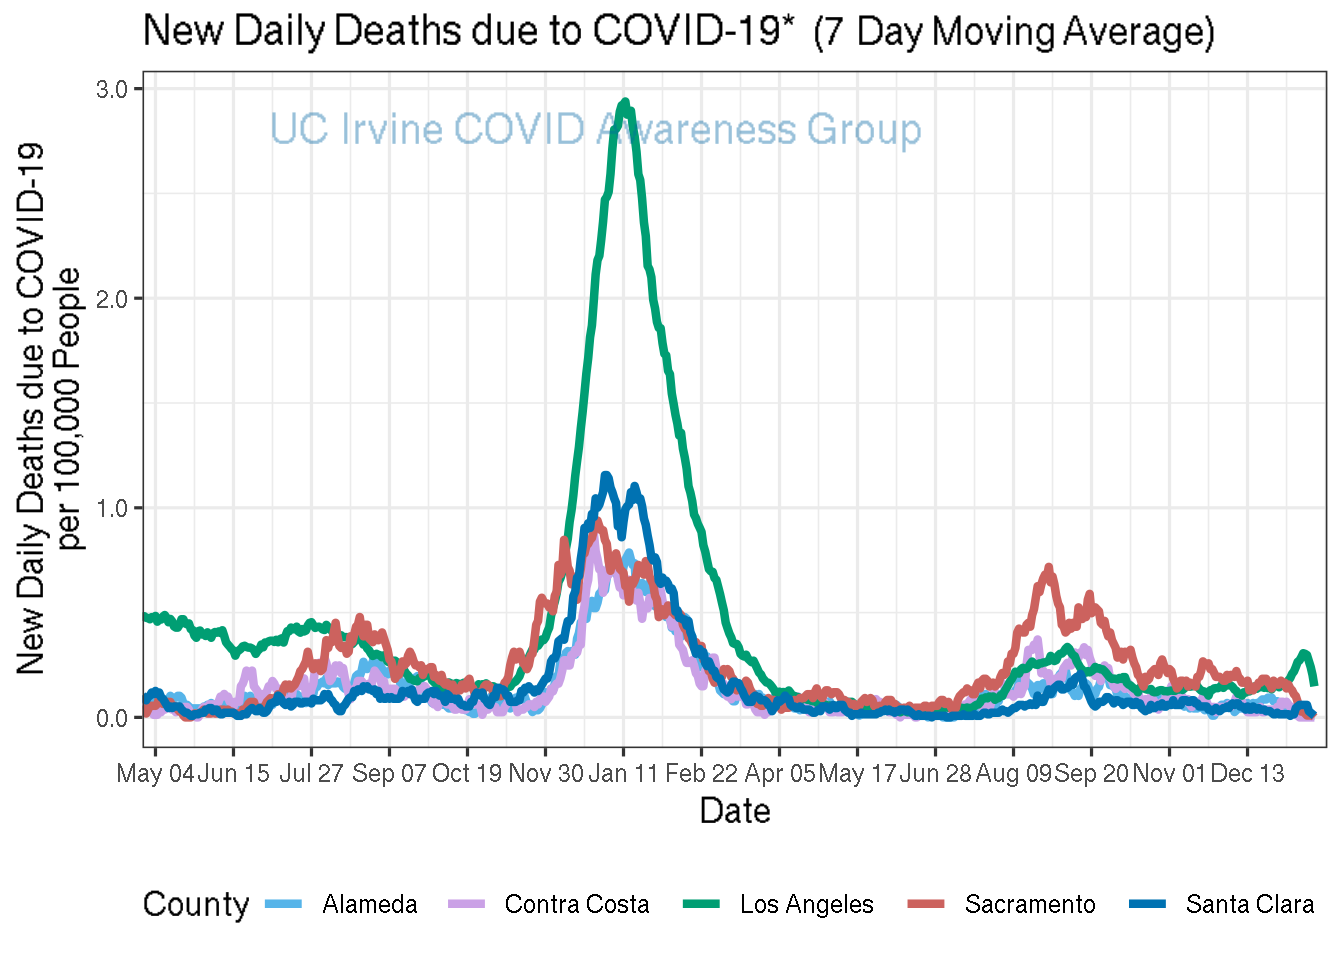 New Daily Deaths due to COVID-19* (7 Day Moving Average)
UC Irvine COVID Awareness Group
New Daily Deaths due to COVID-19
per 100,000 People
3.0
2.0
1.0
0.0
May 04 Jun 15 Jul 27 Sep 07 Oct 19 Nov 30 Jan 11 Feb 22 Apr 05 May 17 Jun 28 Aug 09 Sep 20 Nov 01 Dec 13
Date
County Alameda Contra Costa Los Angeles Sacramento Santa Clara